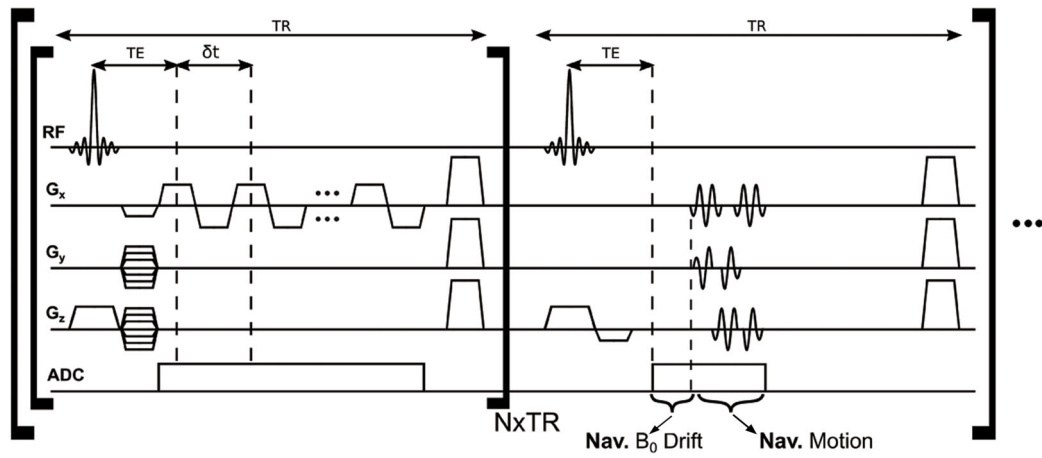 TR TR
TE δt TE
RF
Gx
... 
Gy
...
Gz
ADC
NxTR
Nav. B0 Drift Nav. Motion